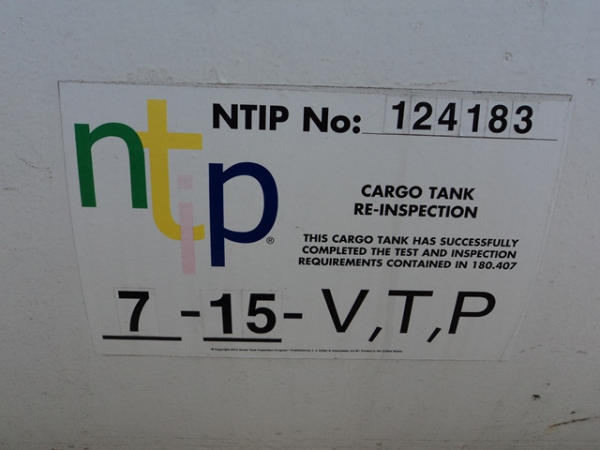 ntip®
NTIP No: 124183
CARGO TANK
RE-INSPECTION
THIS CARGO TANK HAS SUCCESSFULLY
COMPLETED THE TEST AND INSPECTION
REQUIREMENTS CONTAINED IN 180.407
7 - 15 - V,T,P